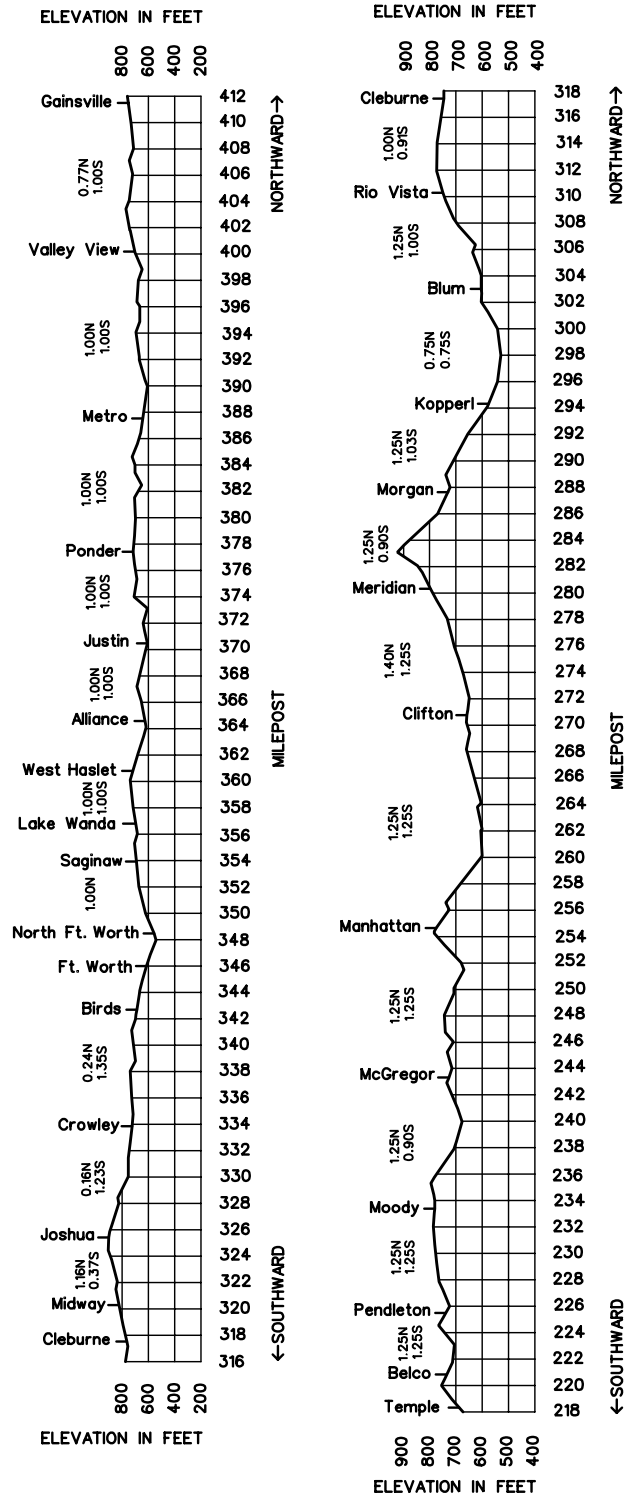 ELEVATION IN FEET
800 600 400 200
412
410
408
406
404
402
400
398
396
394
392
390
388
386
384
382
380
378
376
374
372
370
368
366
364
362
360
358
356
354
352
350
348
346
344
342
340
338
336
334
332
330
328
326
324
322
320
318
316
Gainsville
0.77N
1.00S
Valley View
1.00N
1.00S
Metro
1.00N
1.00S
Ponder
1.00N
1.00S
Justin
1.00N
1.00S
Alliance
West Haslet
1.00N
1.00S
Lake Wanda
Saginaw
1.00N
North Ft. Worth
Ft. Worth
Birds
0.24N
1.35S
Crowley
0.16N
1.23S
Joshua
1.16N
0.37S
Midway
Cleburne
NORTHWARD→
MILEPOST
←SOUTHWARD
800 600 400 200
ELEVATION IN FEET
ELEVATION IN FEET
900 800 700 600 500 400
318
316
314
312
310
308
306
304
302
300
298
296
294
292
290
288
286
284
282
280
278
276
274
272
270
268
266
264
262
260
258
256
254
252
250
248
246
244
242
240
238
236
234
232
230
228
226
224
222
220
218
Cleburne
1.00N
0.91S
Rio Vista
1.25N
1.00S
Blum
0.75N
0.75S
Kopperl
1.25N
1.03S
Morgan
1.25N
0.90S
Meridian
1.40N
1.25S
Clifton
1.25N
1.25S
Manhattan
1.25N
1.25S
McGregor
1.25N
0.90S
Moody
1.25N
1.25S
Pendleton
1.25N
1.25S
Belco
Temple
NORTHWARD→
MILEPOST
←SOUTHWARD
900 800 700 600 500 400
ELEVATION IN FEET